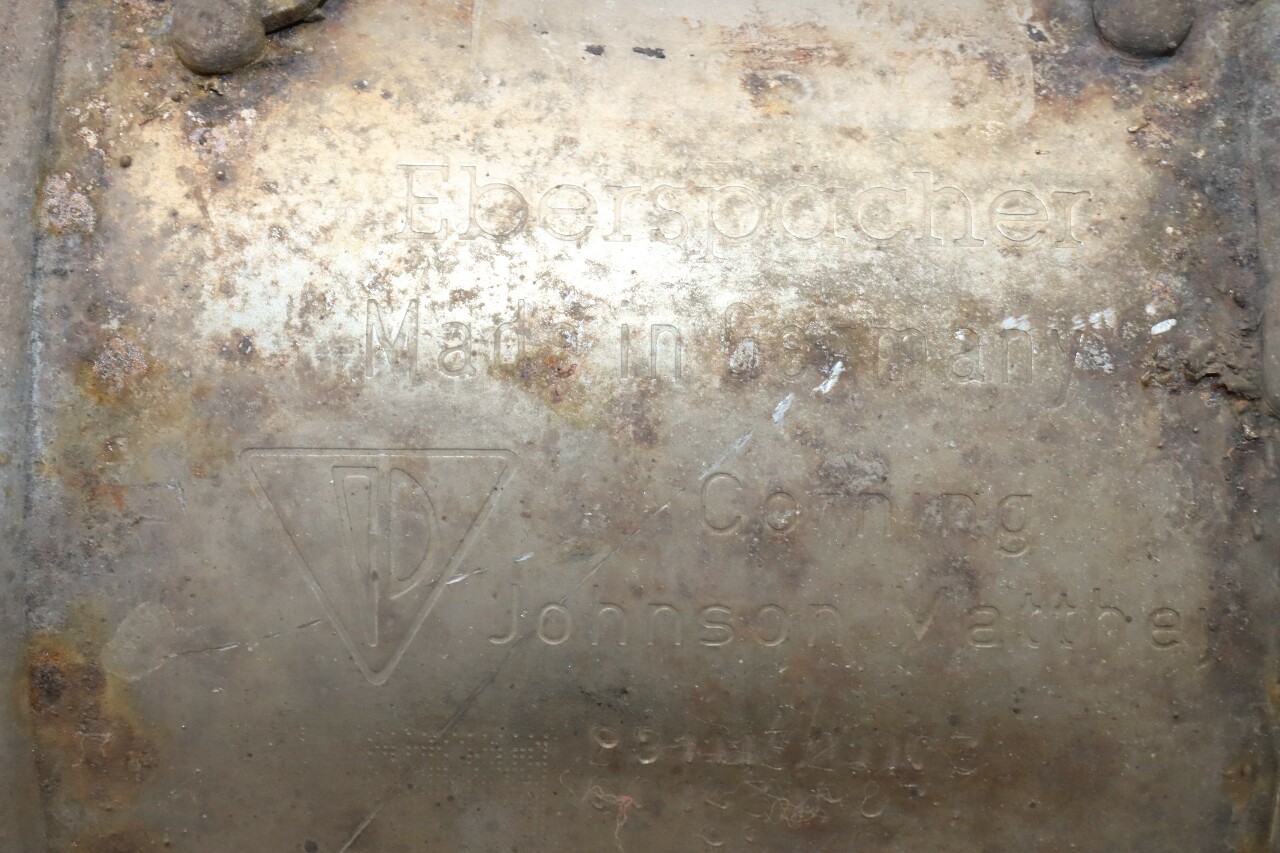 Eberspächer
Made in Germany
Corning
Johnson Matthey